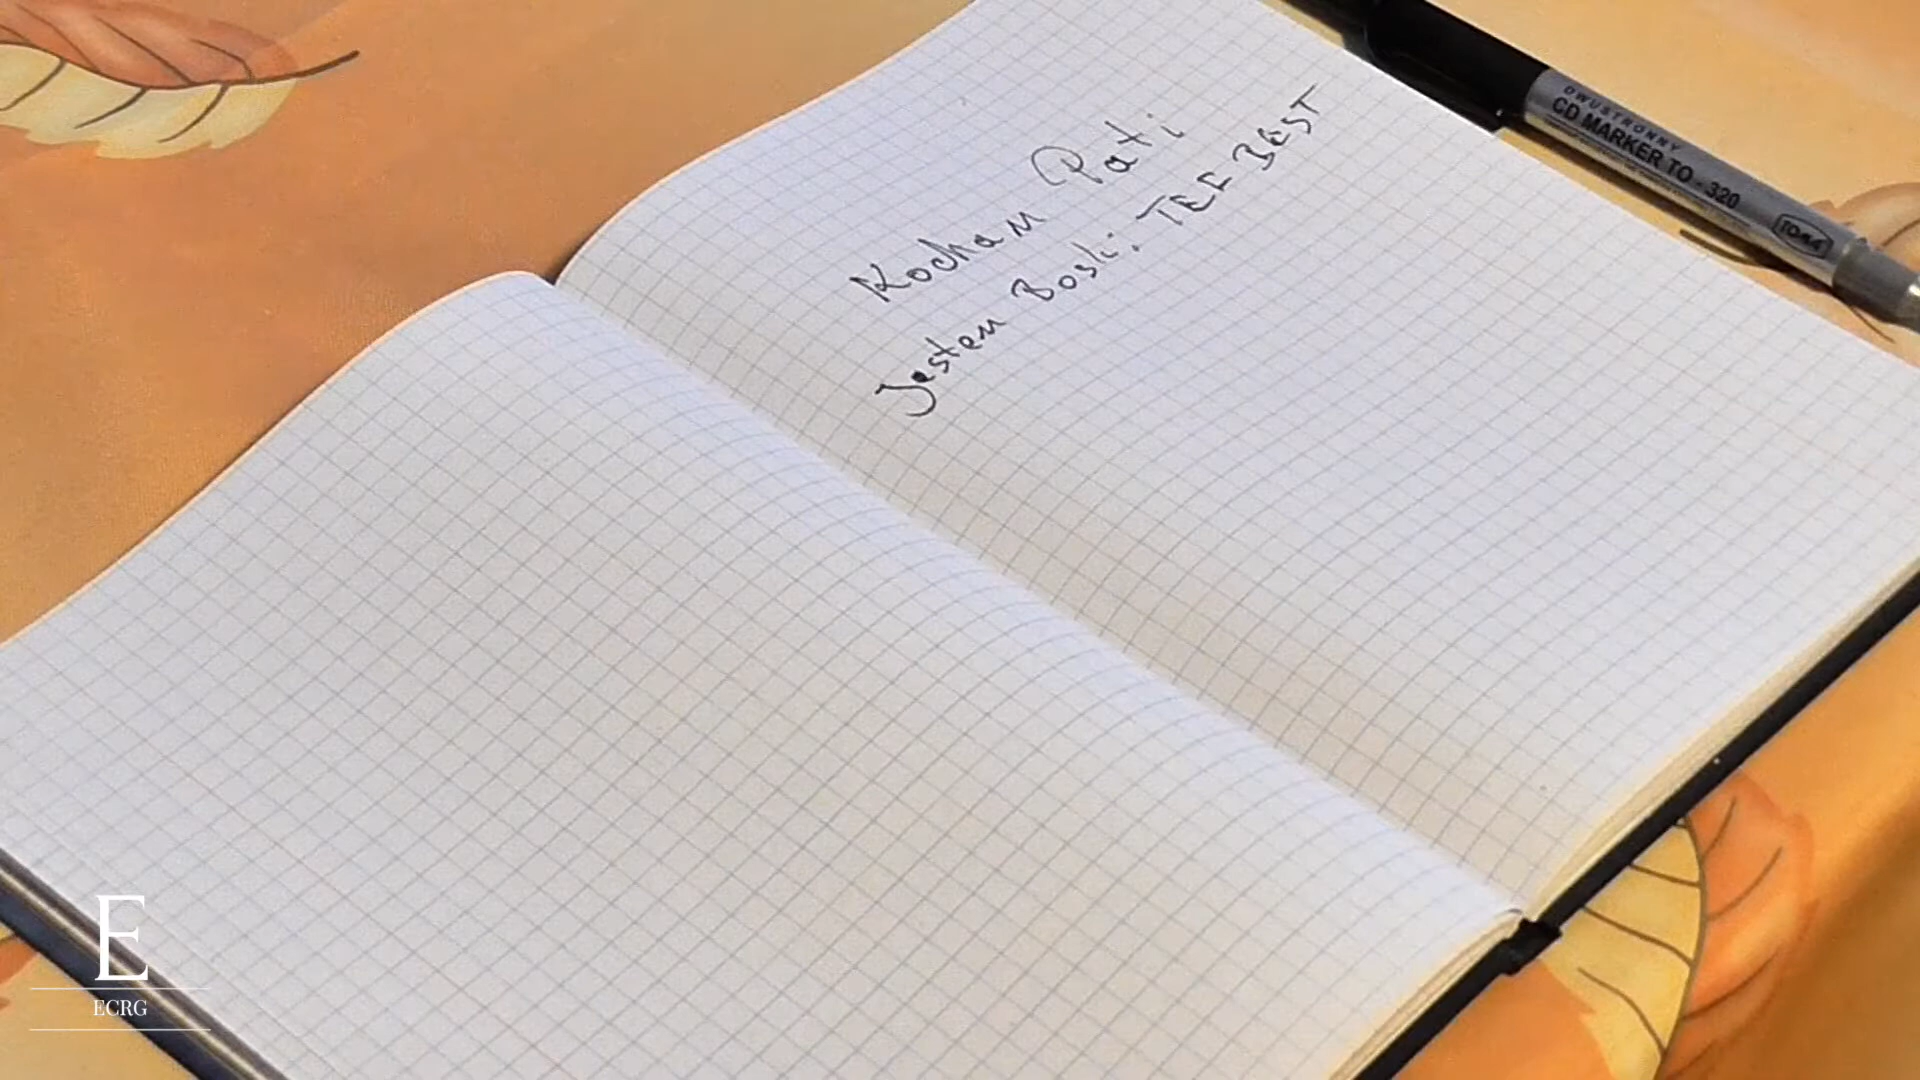 Kocham Pati
Jestem Boski. TEF BEST
DWUSTRONNY
CD MARKER TO - 320
TOMA
E
ECRG